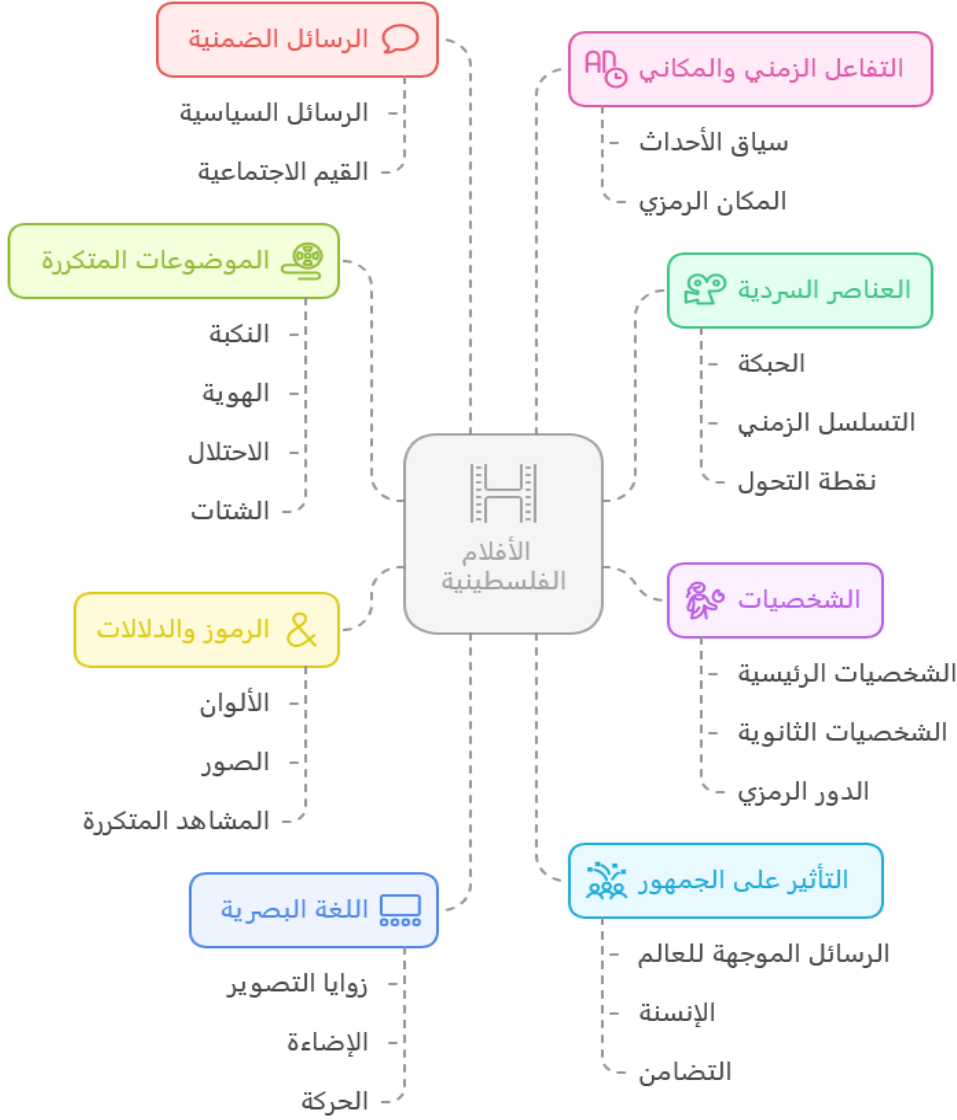 الأفلام
الفلسطينية
التفاعل الزمني والمكاني
سياق الأحداث
المكان الرمزي
العناصر السردية
الحبكة
التسلسل الزمني
نقطة التحول
الشخصيات
الشخصيات الرئيسية
الشخصيات الثانوية
الدور الرمزي
التأثير على الجمهور
الرسائل الموجهة للعالم
الإنسنة
التضامن
الرسائل الضمنية
الرسائل السياسية
القيم الاجتماعية
الموضوعات المتكررة
النكبة
الهوية
الاحتلال
الشتات
الرموز والدلالات
الألوان
الصور
المشاهد المتكررة
اللغة البصرية
زوايا التصوير
الإضاءة
الحركة